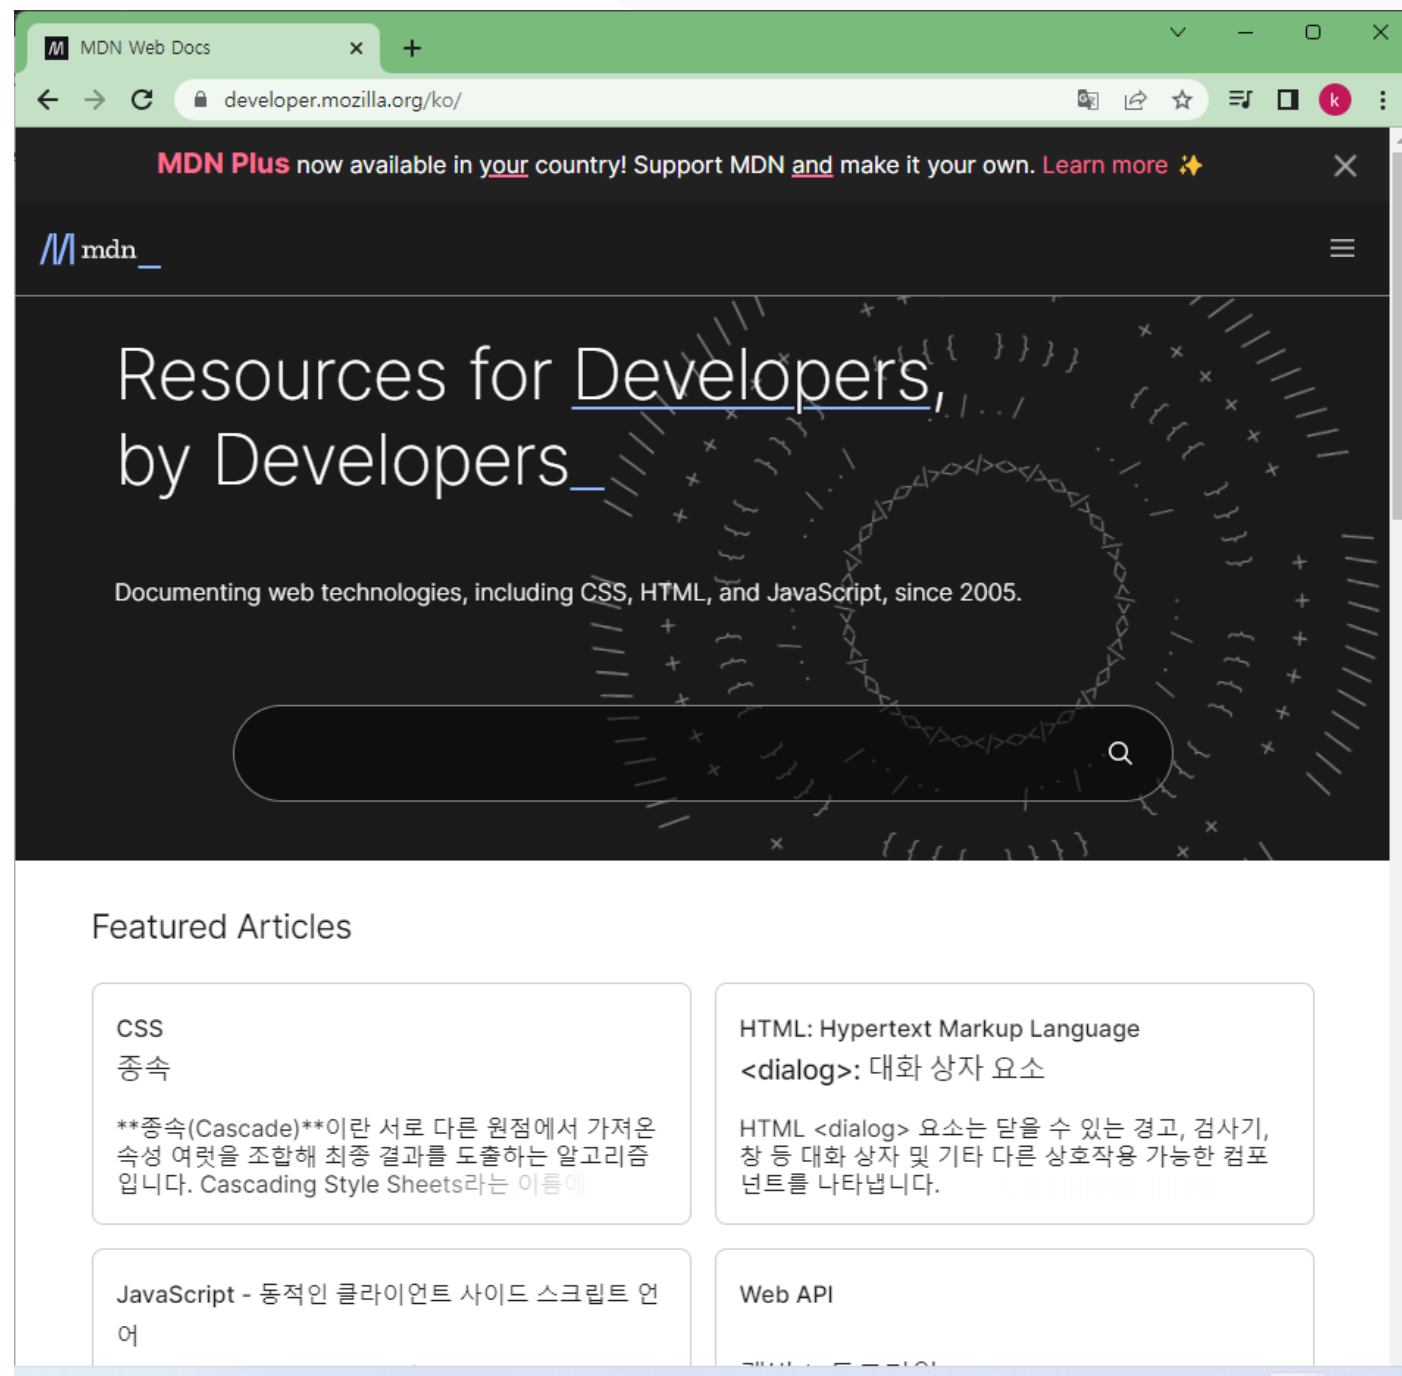 MDN Web Docs
developer.mozilla.org/ko/
k
MDN Plus now available in your country! Support MDN and make it your own. Learn more ✨
mdn_
Resources for Developers,
by Developers_
Documenting web technologies, including CSS, HTML, and JavaScript, since 2005.
Featured Articles
CSS
종속
**종속(Cascade)**이란 서로 다른 원점에서 가져온
속성 여럿을 조합해 최종 결과를 도출하는 알고리즘
입니다. Cascading Style Sheets라는 이름에
HTML: Hypertext Markup Language
<dialog>: 대화 상자 요소
HTML <dialog> 요소는 닫을 수 있는 경고, 검사기,
창 등 대화 상자 및 기타 다른 상호작용 가능한 컴포
넌트를 나타냅니다.
JavaScript - 동적인 클라이언트 사이드 스크립트 언
어
Web API